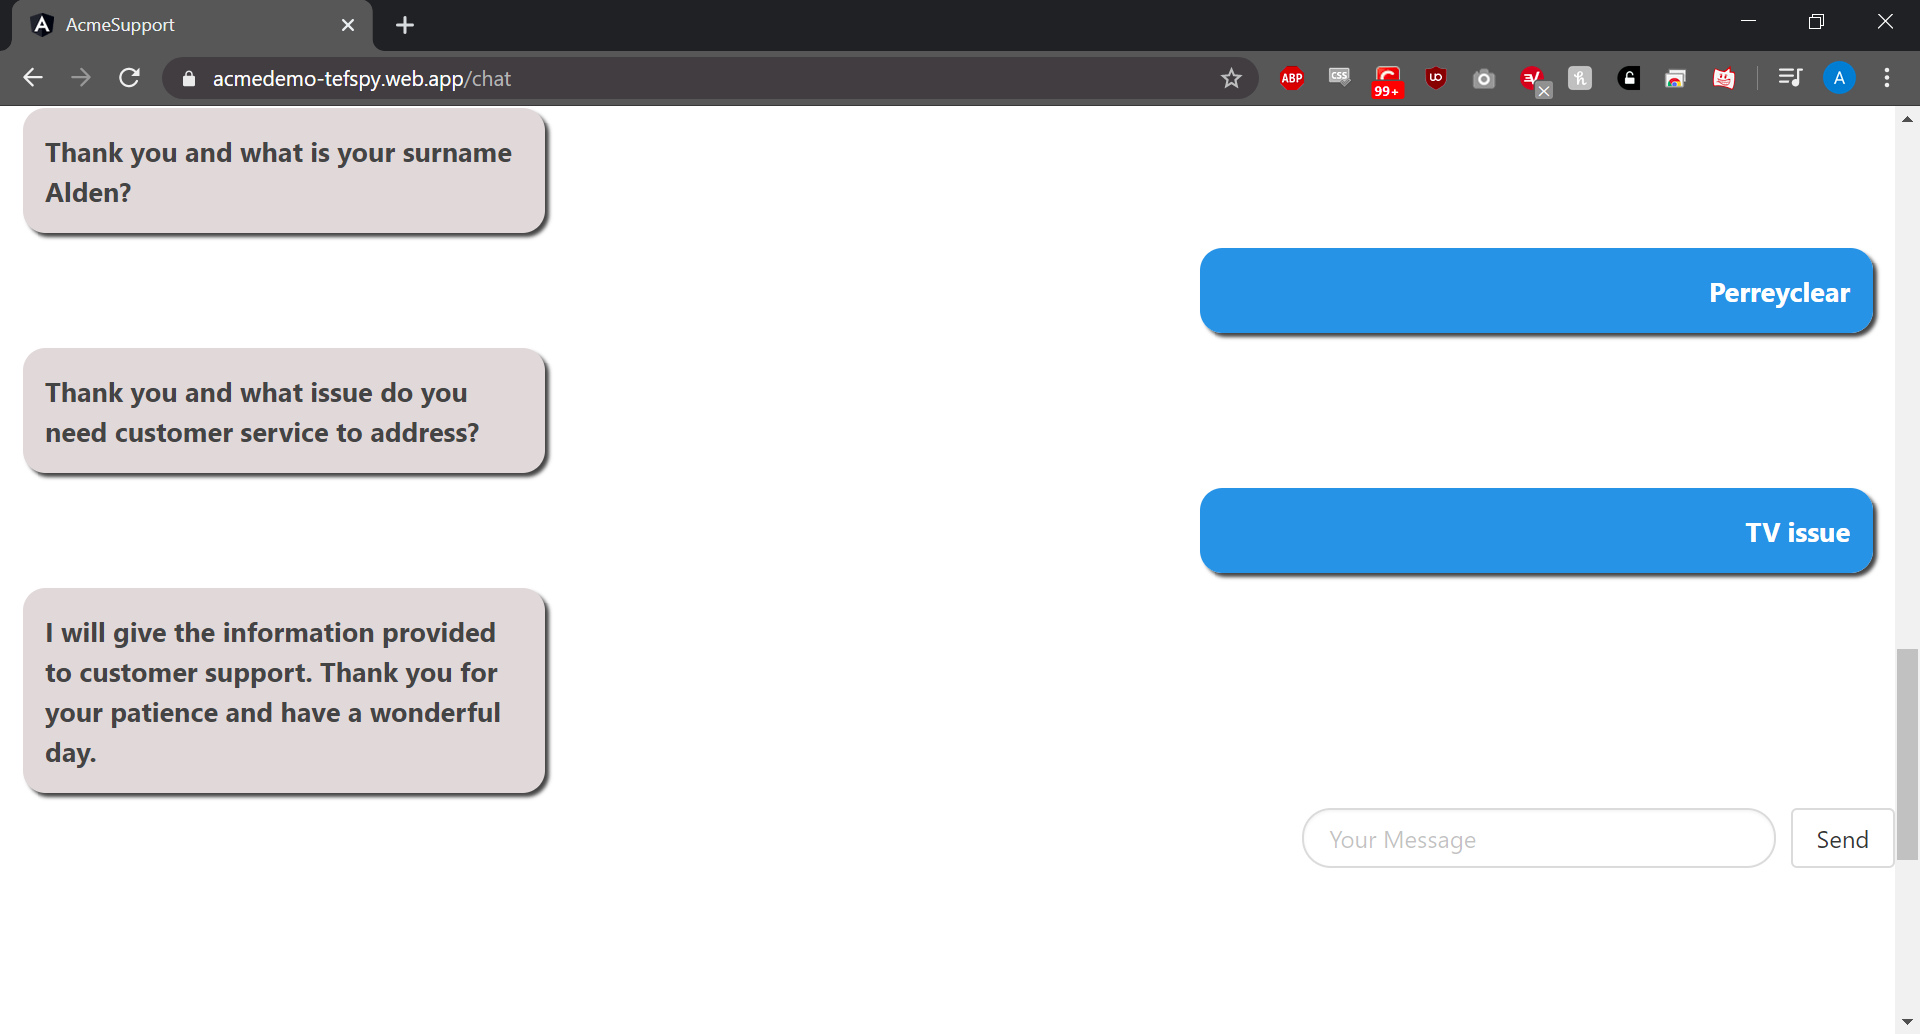 AcmeSupport
acmedemo-tefspy.web.app/chat
ABP
CSS
99+
Thank you and what is your surname
Alden?
Perreyclear
Thank you and what issue do you
need customer service to address?
TV issue
I will give the information provided
to customer support. Thank you for
your patience and have a wonderful
day.
Your Message
Send